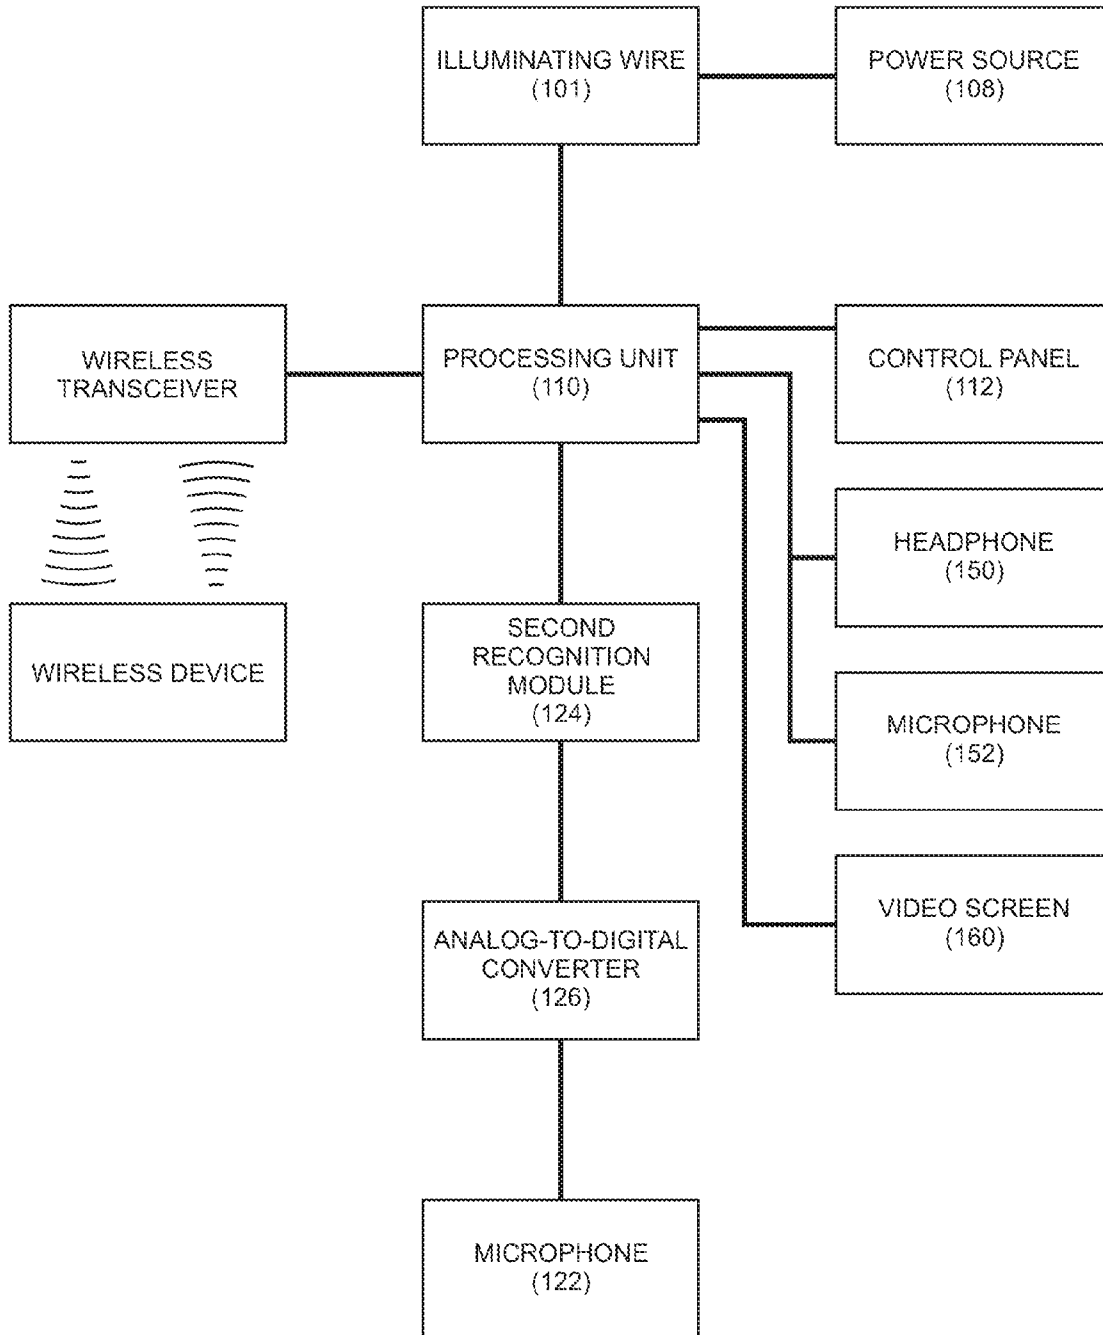 ILLUMINATING WIRE
(101)
POWER SOURCE
(108)
WIRELESS
TRANSCEIVER
PROCESSING UNIT
(110)
CONTROL PANEL
(112)
HEADPHONE
(150)
WIRELESS DEVICE
SECOND
RECOGNITION
MODULE
(124)
MICROPHONE
(152)
VIDEO SCREEN
(160)
ANALOG-TO-DIGITAL
CONVERTER
(126)
MICROPHONE
(122)